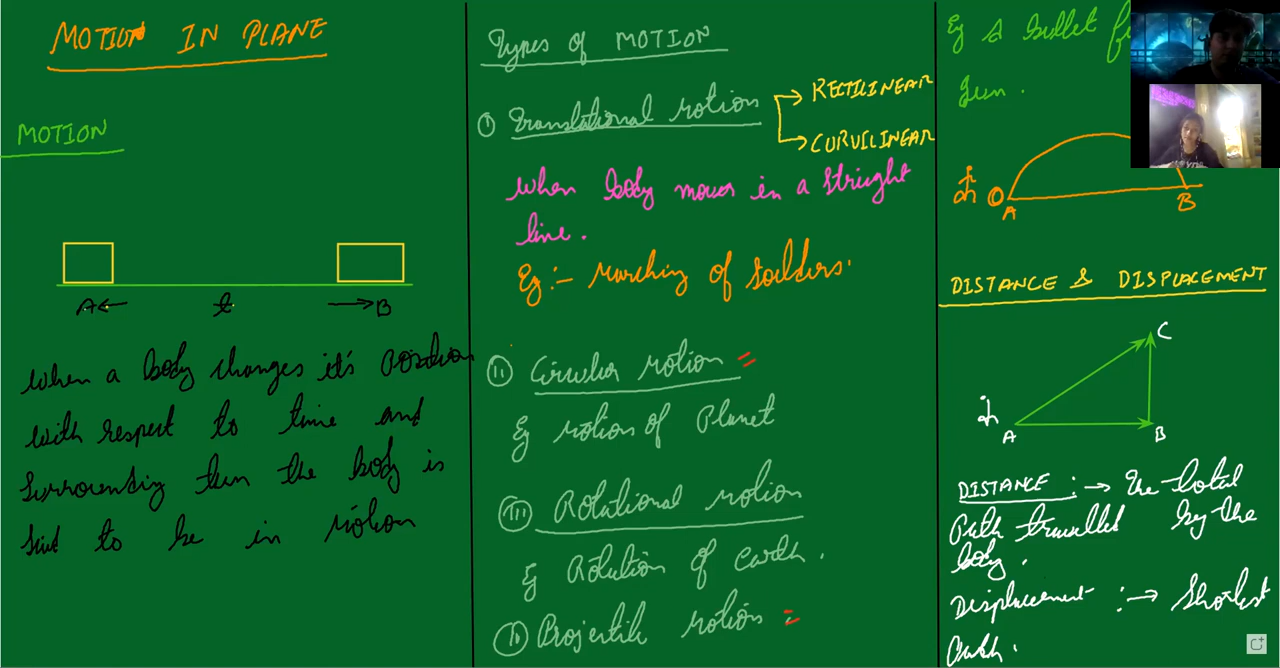 MOTION IN PLANE
MOTION
A
t
B
when a body changes it's Position
with respect to time and
surrounding then the body is
said to be in Motion
Types of MOTION
(i) Translational motion
RECTILINEAR
CURVILINEAR
when body moves in a straight
line.
Eg:- Marching of
(ii) Circular motion =
Eg motion of Planet
(iii) Rotational motion
Eg Rotation of earth.
Projectile motion =
Eg A bullet
gun.
A
B
DISTANCE & DISPLACEMENT
C
A
B
DISTANCE :→ The total
Path travelled by the
body.
Displacement :→ Shortest
Path.